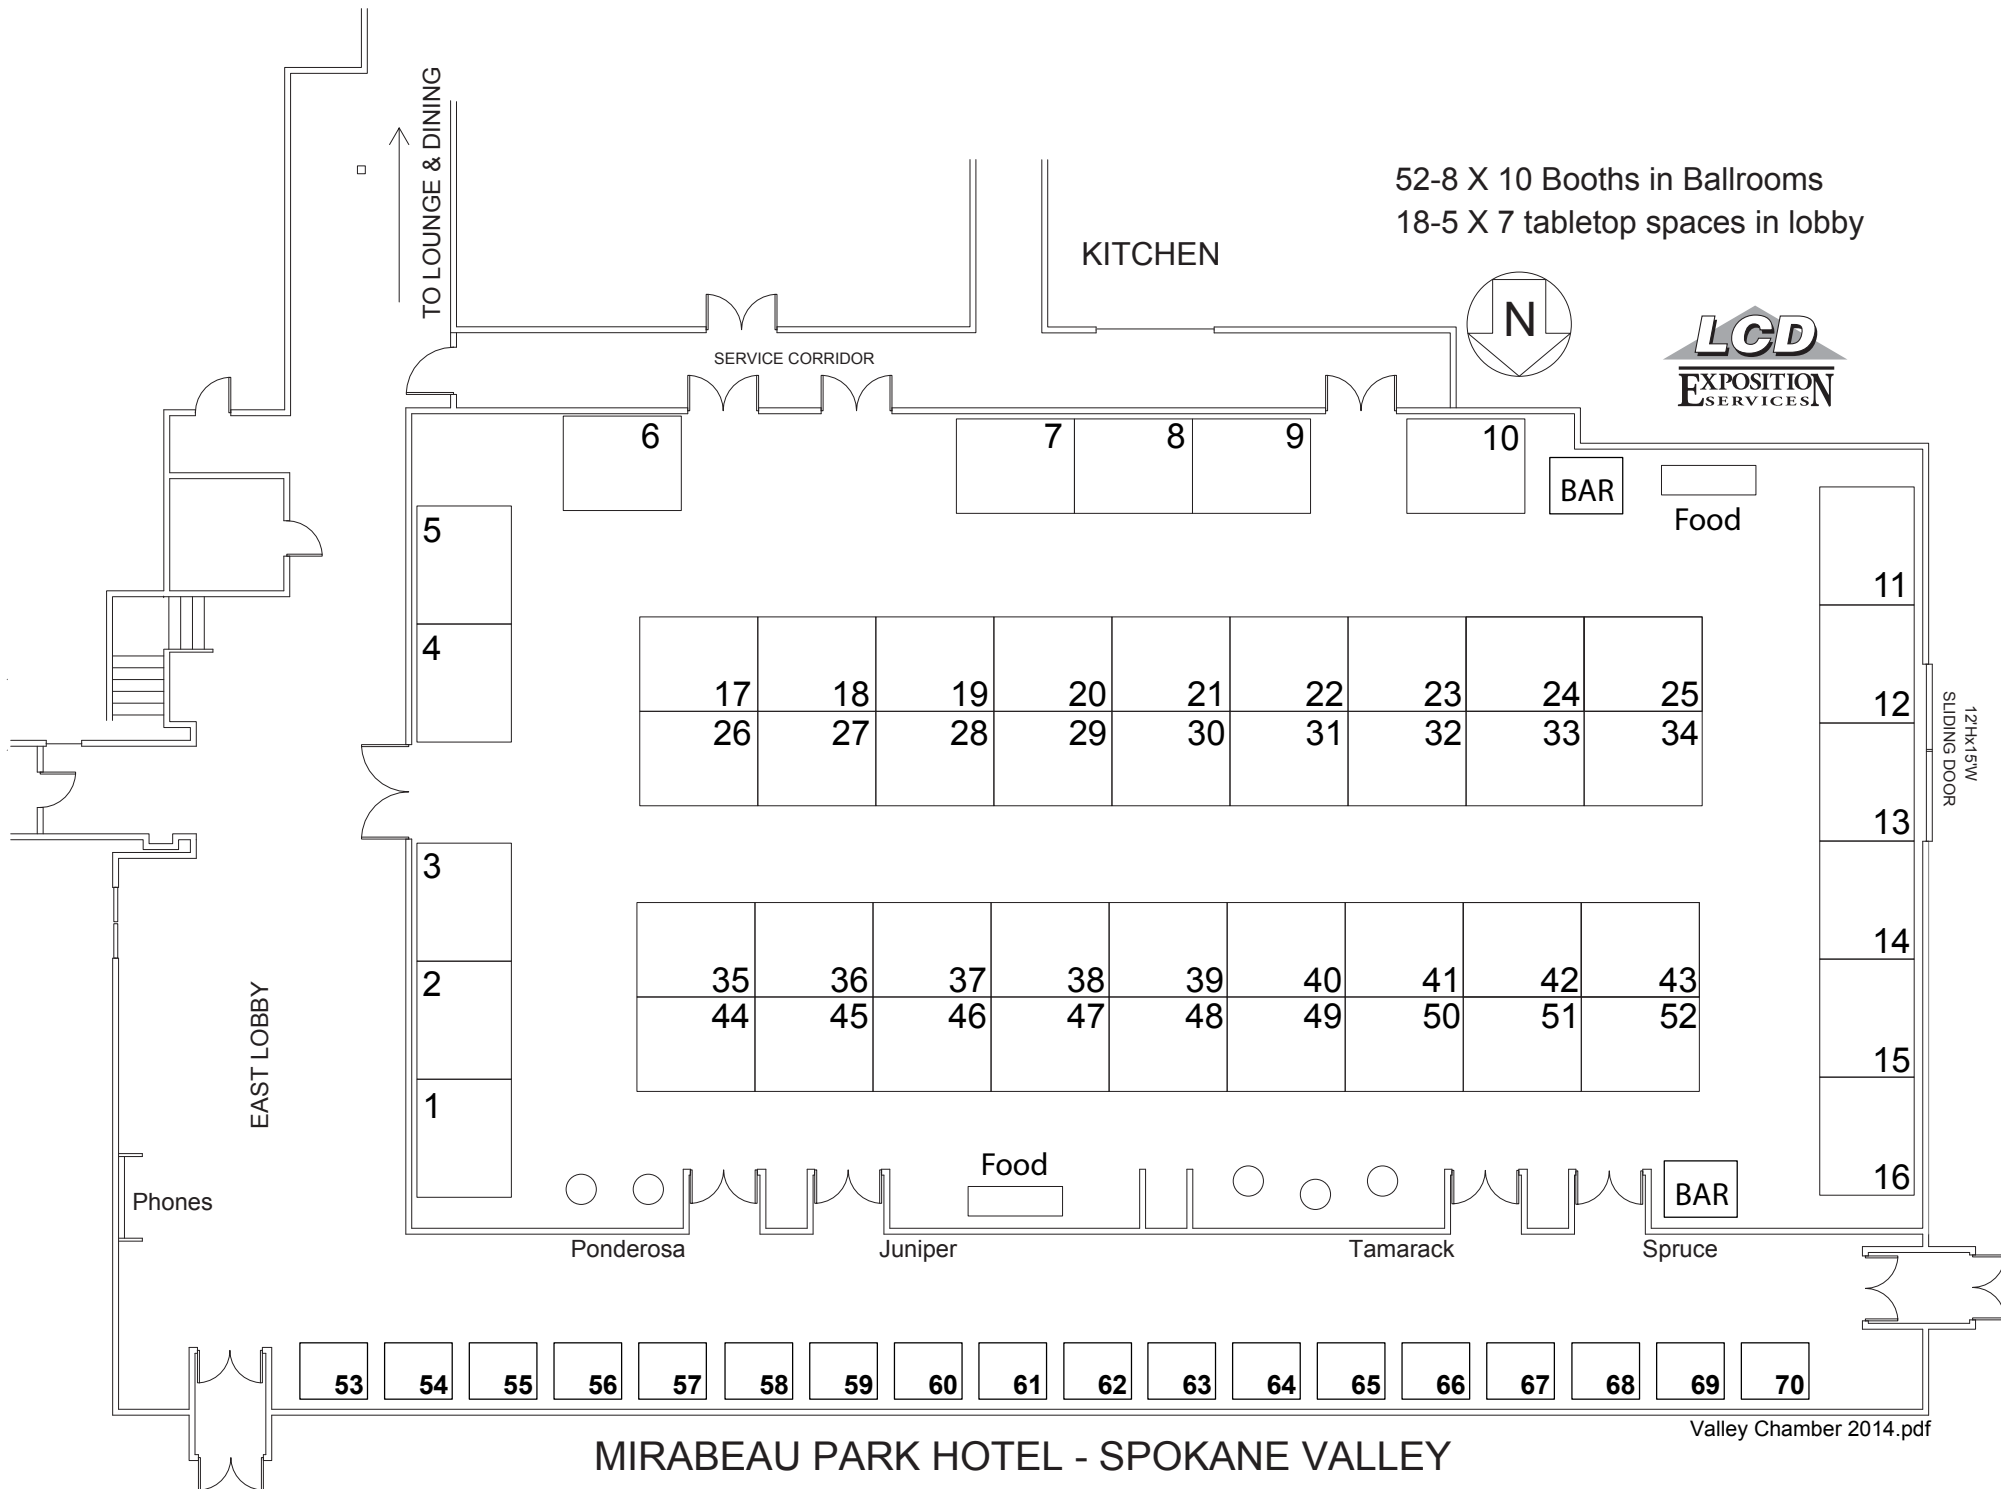 52-8 X 10 Booths in Ballrooms
18-5 X 7 tabletop spaces in lobby
TO LOUNGE & DINING
KITCHEN
N
LCD
EXPOSITION
SERVICES
SERVICE CORRIDOR
6
7 8 9
10
BAR
Food
5
4
3
2
1
11
12
13
14
15
16
12'Hx15'W
SLIDING DOOR
17 18 19 20 21 22 23 24 25
26 27 28 29 30 31 32 33 34
35 36 37 38 39 40 41 42 43
44 45 46 47 48 49 50 51 52
EAST LOBBY
Phones
Food
BAR
Ponderosa
Juniper
Tamarack
Spruce
53 54 55 56 57 58 59 60 61 62 63 64 65 66 67 68 69 70
Valley Chamber 2014.pdf
MIRABEAU PARK HOTEL - SPOKANE VALLEY